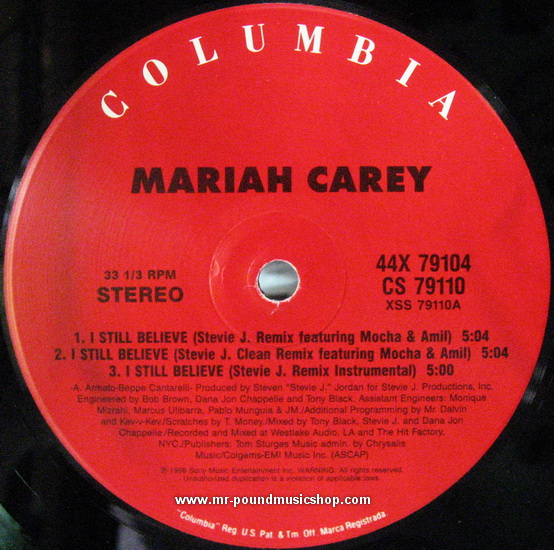 COLUMBIA
MARIAH CAREY
33 1/3 RPM
STEREO
44X 79104
CS 79110
XSS 79110A
1. I STILL BELIEVE (Stevie J. Remix featuring Mocha & Amil) 5:04
2. I STILL BELIEVE (Stevie J. Clean Remix featuring Mocha & Amil) 5:04
3. I STILL BELIEVE (Stevie J. Remix Instrumental) 5:00
-A. Armato-Beppe Cantarelli- Produced by Steven "Stevie J." Jordan for Stevie J. Productions, Inc.
Engineered by Bob Brown, Dana Jon Chappelle and Tony Black. Assistant Engineers: Monique
Mizrahi, Marcus Ulibarra, Pablo Munguia & JM./Additional Programming by Mr. Dalvin
and Kev-v-Kev./Scratches by T. Money./Mixed by Tony Black, Stevie J. and Dana Jon
Chappelle./Recorded and Mixed at Westlake Audio, LA and The Hit Factory,
NYC./Publishers: Tom Sturges Music admin. by Chrysalis
Music/Colgems-EMI Music Inc. (ASCAP)
1998 Sony Music Entertainment Inc. WARNING: All rights reserved.
Unauthorized duplication is a violation of applicable laws.
www.mr-poundmusicshop.com
"Columbia" Reg. U.S. Pat. & Tm. Off. Marca Registrada.